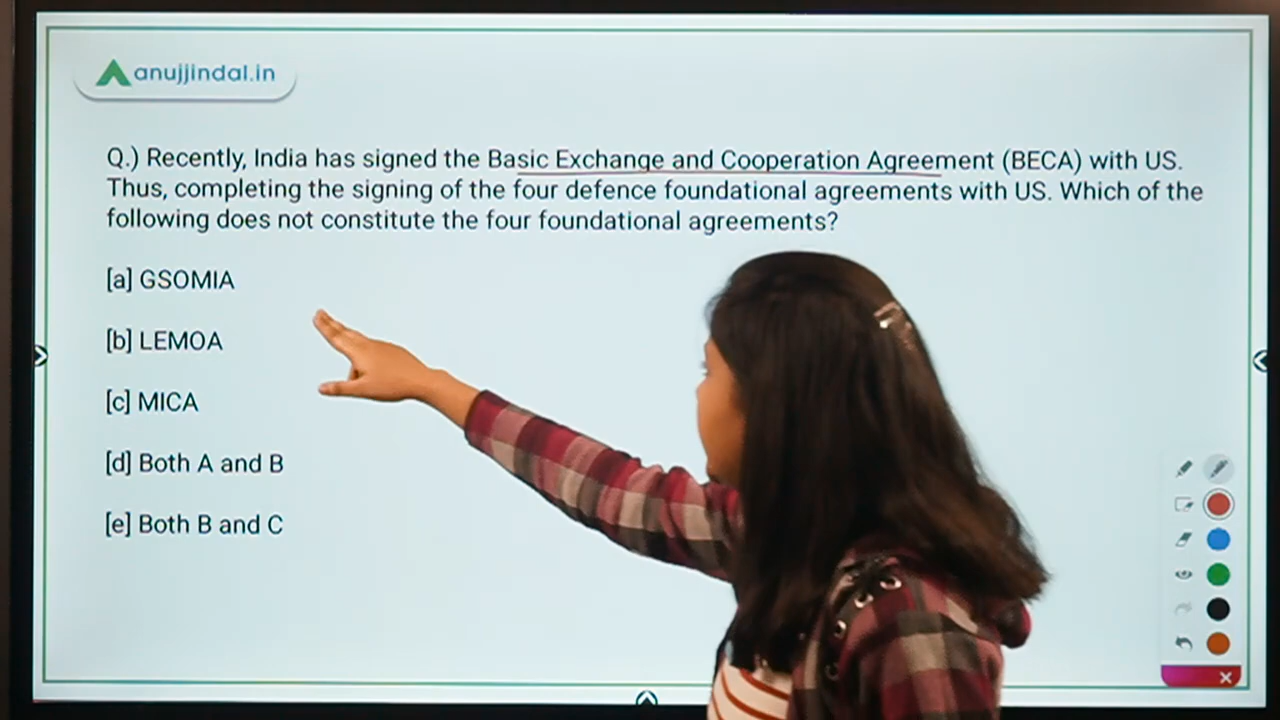 anujjindal.in
Q.) Recently, India has signed the Basic Exchange and Cooperation Agreement (BECA) with US.
Thus, completing the signing of the four defence foundational agreements with US. Which of the
following does not constitute the four foundational agreements?
[a] GSOMIA
[b] LEMOA
[c] MICA
[d] Both A and B
[e] Both B and C